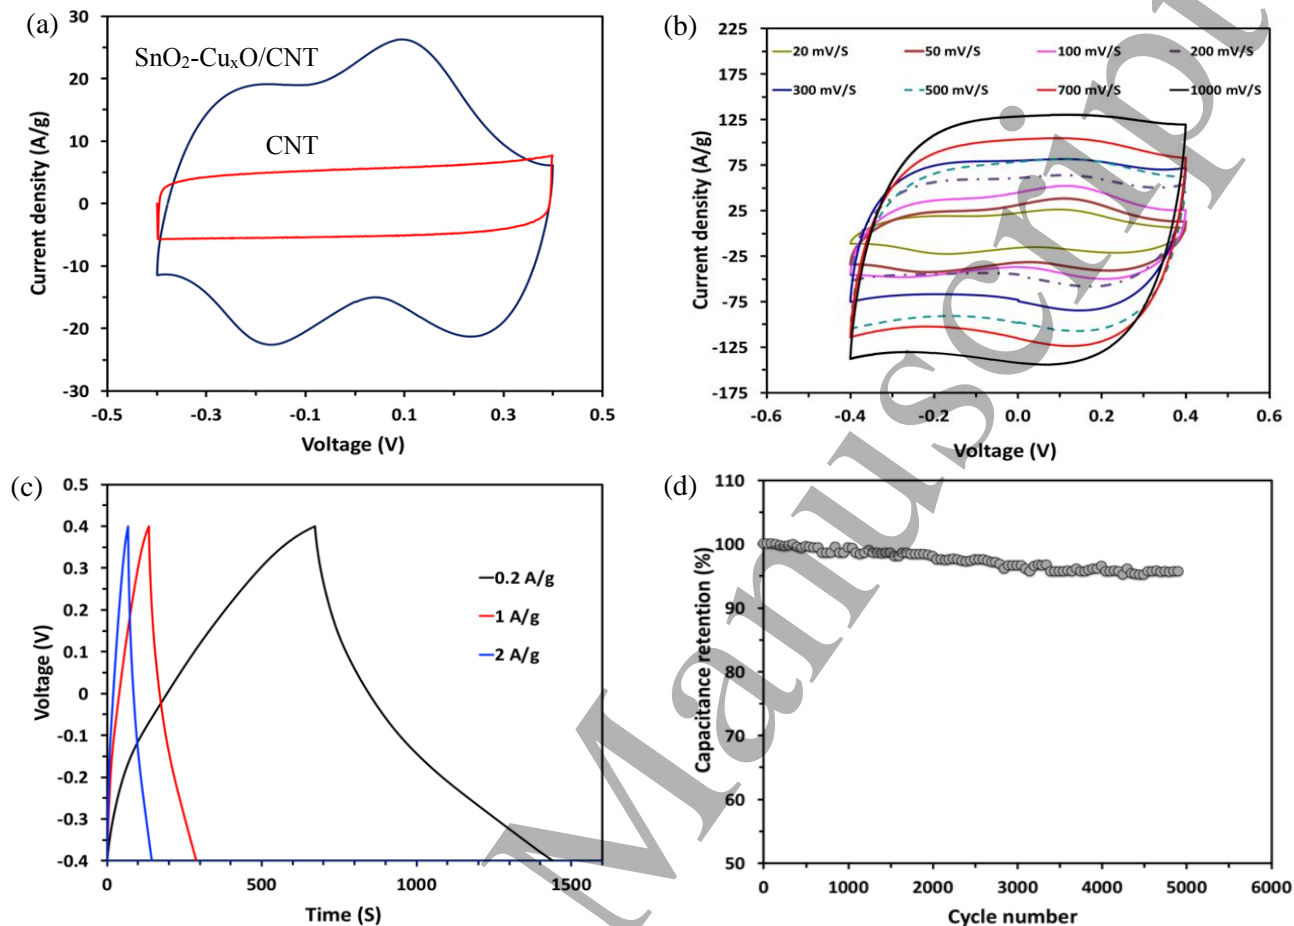 (a)
30
20
10
0
-10
-20
-30
Current density (A/g)
SnO₂-CuₓO/CNT
CNT
-0.5 -0.3 -0.1 0.1 0.3 0.5
Voltage (V)
(b)
225
175
125
75
25
-25
-75
-125
-175
Current density (A/g)
20 mV/S 50 mV/S 100 mV/S 200 mV/S
300 mV/S 500 mV/S 700 mV/S 1000 mV/S
-0.6 -0.4 -0.2 0.0 0.2 0.4 0.6
Voltage (V)
(c)
0.5
0.4
0.3
0.2
0.1
0
-0.1
-0.2
-0.3
-0.4
Voltage (V)
0.2 A/g
1 A/g
2 A/g
0 500 1000 1500
Time (S)
(d)
110
100
90
80
70
60
50
Capacitance retention (%)
0 1000 2000 3000 4000 5000 6000
Cycle number
Manuscript